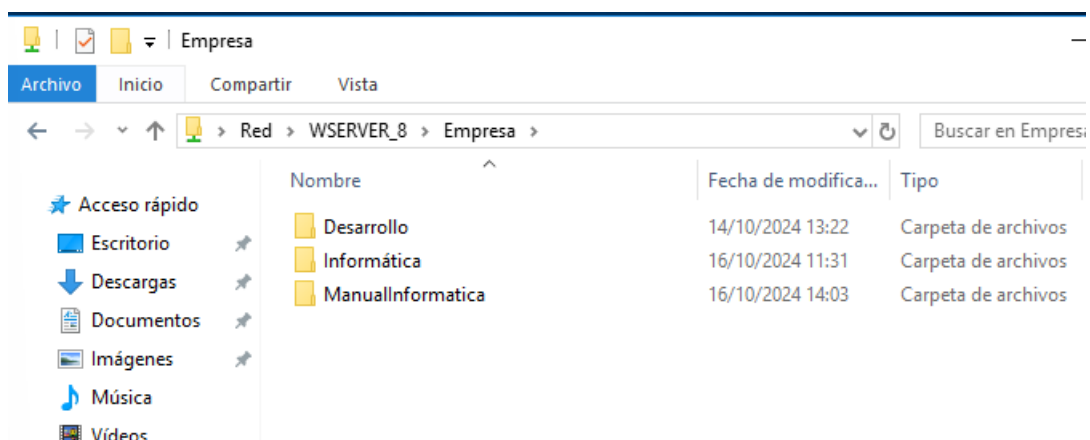 Empresa
Archivo Inicio Compartir Vista
Red > WSERVER_8 > Empresa > Buscar en Empresa
Nombre Fecha de modifica... Tipo
Acceso rápido
Escritorio
Descargas
Documentos
Imágenes
Música
Vídeos
Desarrollo 14/10/2024 13:22 Carpeta de archivos
Informática 16/10/2024 11:31 Carpeta de archivos
ManualInformatica 16/10/2024 14:03 Carpeta de archivos